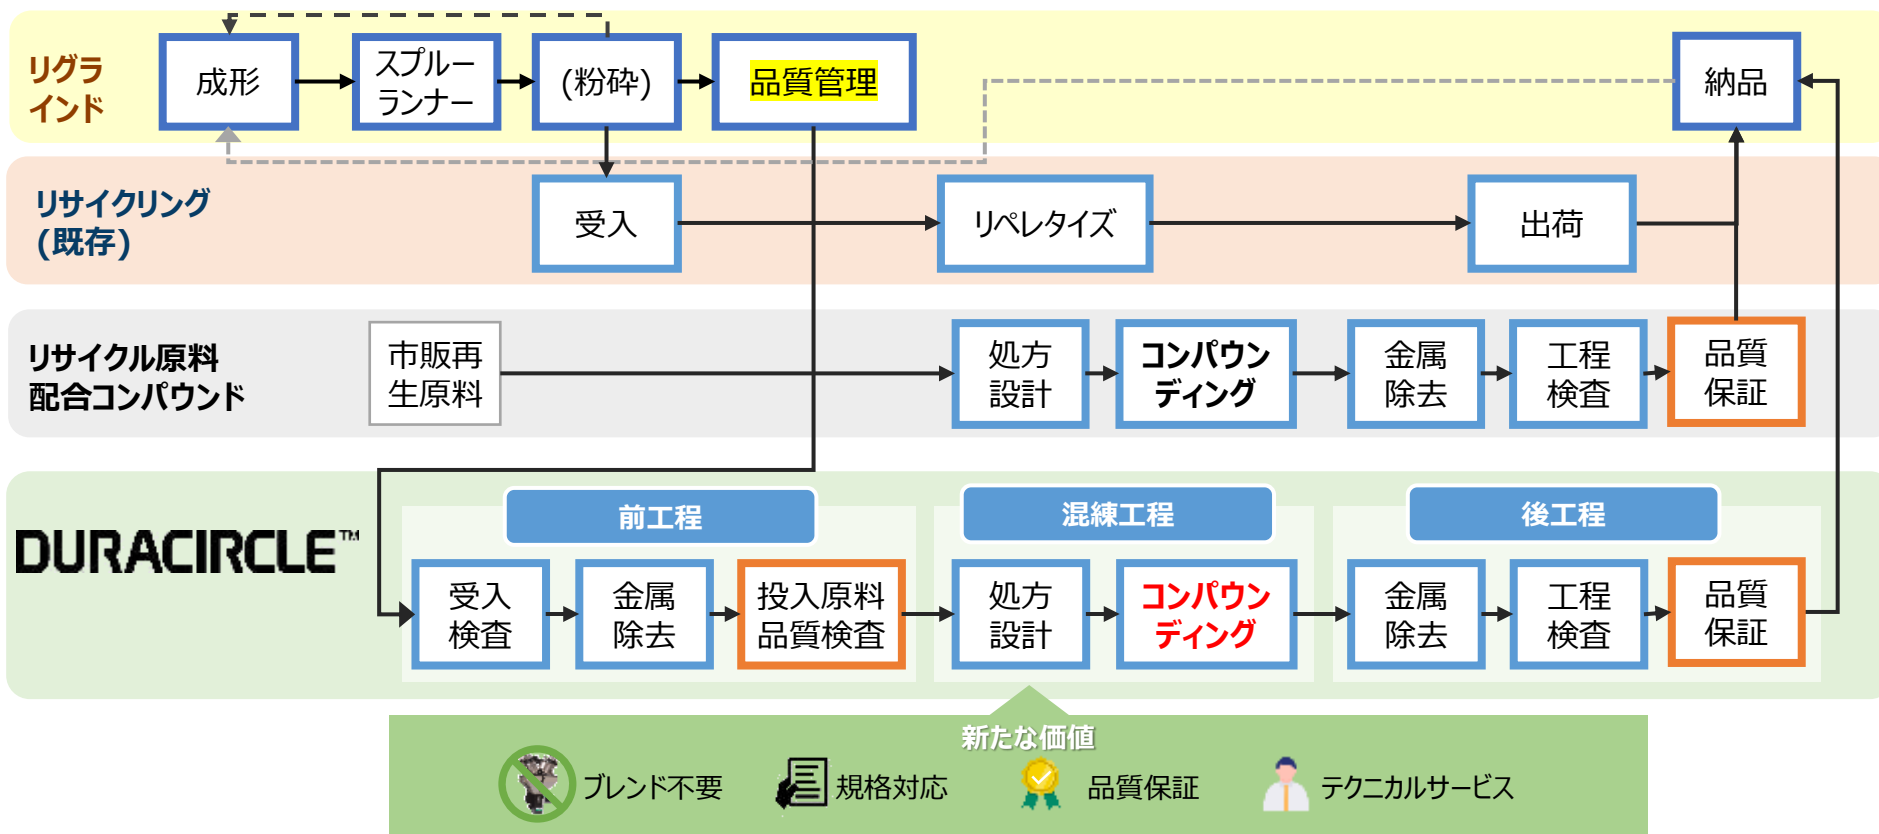 リグラ
インド
成形
スプルー
ランナー
(粉砕)
品質管理
納品
リサイクリング
(既存)
受入
リペレタイズ
出荷
リサイクル原料
配合コンパウンド
市販再
生原料
処方
設計
コンパウン
ディング
金属
除去
工程
検査
品質
保証
DURACIRCLE™
前工程
混練工程
後工程
受入
検査
金属
除去
投入原料
品質検査
処方
設計
コンパウン
ディング
金属
除去
工程
検査
品質
保証
新たな価値
ブレンド不要
規格対応
品質保証
テクニカルサービス